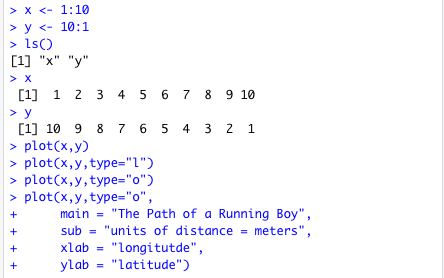 > x <- 1:10
> y <- 10:1
> ls()
[1] "x" "y"
> x
 [1]  1  2  3  4  5  6  7  8  9 10
> y
 [1] 10  9  8  7  6  5  4  3  2  1
> plot(x,y)
> plot(x,y,type="l")
> plot(x,y,type="o")
> plot(x,y,type="o",
+      main = "The Path of a Running Boy",
+      sub = "units of distance = meters",
+      xlab = "longitutde",
+      ylab = "latitude")